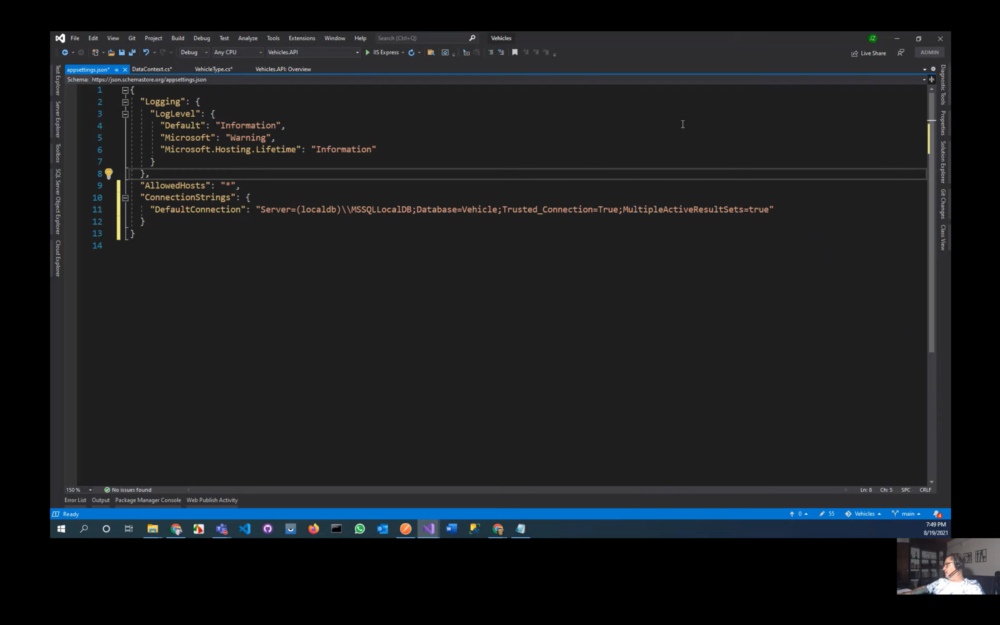 File Edit View Git Project Build Debug Test Analyze Tools Extensions Window Help Search (Ctrl+Q) Vehicles JZ
Debug Any CPU Vehicles.API IIS Express Live Share ADMIN
appsettings.json* DataContext.cs* VehicleType.cs* Vehicles.API: Overview
Schema: https://json.schemastore.org/appsettings.json
Test Explorer
Server Explorer
Toolbox
SQL Server Object Explorer
Cloud Explorer
1 {
2 "Logging": {
3 "LogLevel": {
4 "Default": "Information",
5 "Microsoft": "Warning",
6 "Microsoft.Hosting.Lifetime": "Information"
7 }
8 },
9 "AllowedHosts": "*",
10 "ConnectionStrings": {
11 "DefaultConnection": "Server=(localdb)\\MSSQLLocalDB;Database=Vehicle;Trusted_Connection=True;MultipleActiveResultSets=true"
12 }
13 }
14
Diagnostic Tools
Properties
Solution Explorer
Git Changes
Class View
150 % No issues found Ln: 8 Ch: 5 SPC CRLF
Error List Output Package Manager Console Web Publish Activity
Ready 0 55 Vehicles main 4
7:49 PM
8/19/2021